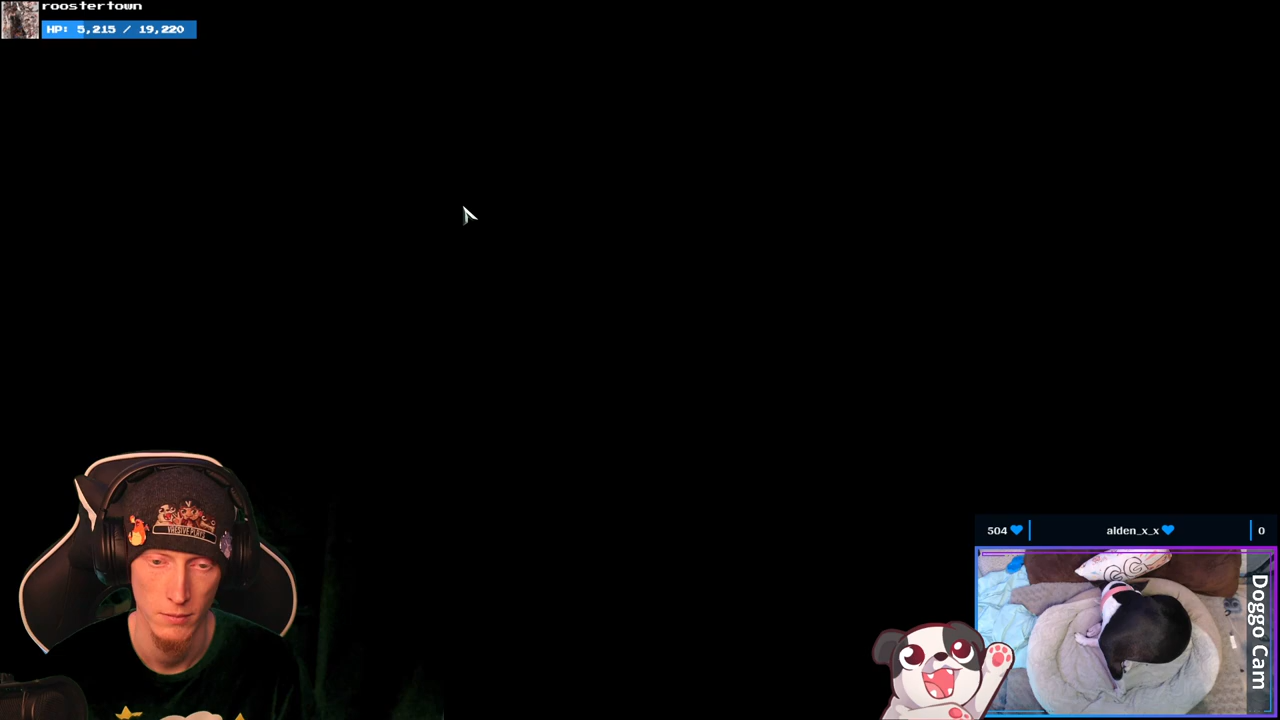 roostertown
HP: 5,215 / 19,220
504
alden_x_x
0
Doggo Cam